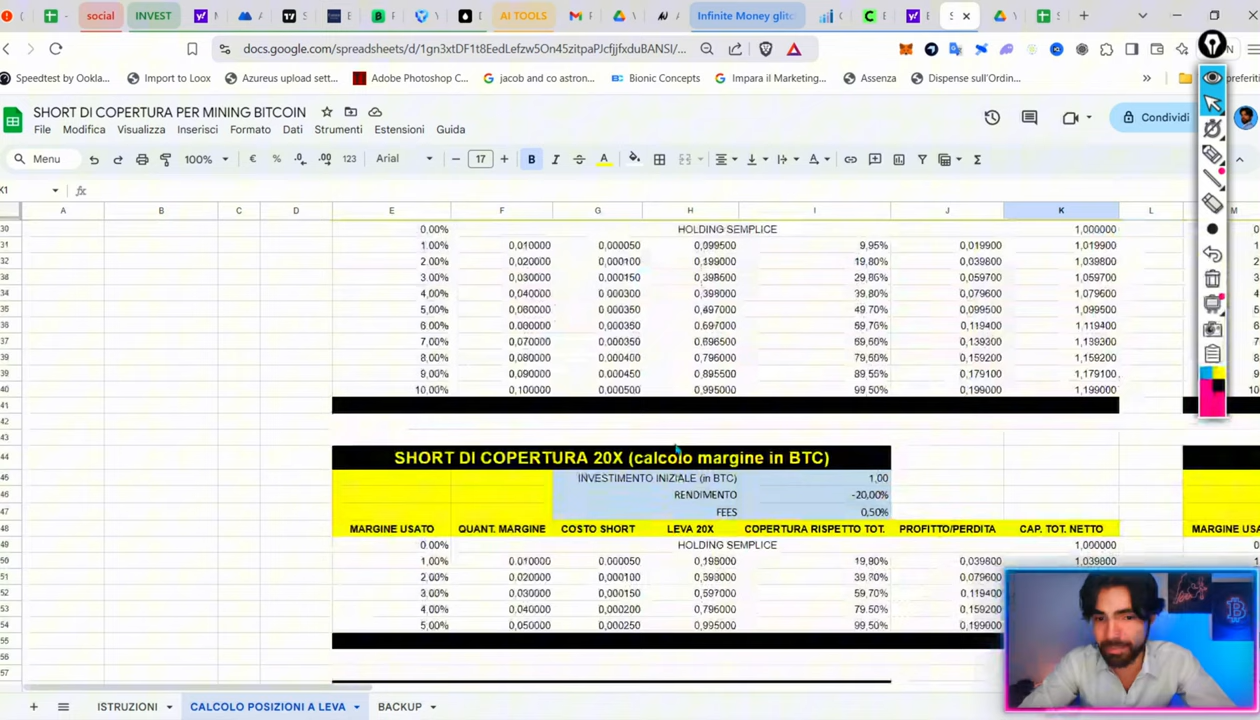 social
INVEST
AI TOOLS
Infinite Money glitc
docs.google.com/spreadsheets/d/1gn3xtDF1t8EedLefzw5On45zitpaPJcfjjfxduBANSI/...
Speedtest by Ookla...
Import to Loox
Azureus upload sett...
Adobe Photoshop C...
jacob and co astron...
Bionic Concepts
Impara il Marketing...
Assenza
Dispense sull'Ordin...
»
preferiti
SHORT DI COPERTURA PER MINING BITCOIN
File Modifica Visualizza Inserisci Formato Dati Strumenti Estensioni Guida
Condividi
Menu 100% € % .0 .00 123 Arial 17 B I A
K1 fx
A B C D E F G H I J K L M
30 0.00% HOLDING SEMPLICE 1,000000
31 1.00% 0,010000 0,000050 0,099500 9,95% 0,019900 1,019900
32 2.00% 0,020000 0,000100 0,199000 19,80% 0,039800 1,039800
3.00% 0,030000 0,000150 0,398500 29,86% 0,059700 1,059700
34 4,00% 0,040000 0,000300 0,398000 39,80% 0,079600 1,079600
35 5,00% 0,060000 0,000350 0,497000 49,70% 0,099500 1,099500
36 6.00% 0,080000 0,000350 0.697000 59,70% 0,119400 1,119400
37 7,00% 0,070000 0,000350 0,696500 69,60% 0,139300 1,139300
39 8,00% 0,080000 0,000400 0,796000 79,60% 0,159200 1,159200
39 9,00% 0,090000 0,000450 0,895500 89,55% 0,179100 1,179100
40 10,00% 0,100000 0,000500 0,995000 99,50% 0,199000 1,199000
41
42
43
44 SHORT DI COPERTURA 20X (calcolo margine in BTC)
INVESTIMENTO INIZIALE (in BTC) 1,00
46 RENDIMENTO -20,00%
47 FEES 0,50%
48 MARGINE USATO QUANT. MARGINE COSTO SHORT LEVA 20X COPERTURA RISPETTO TOT. PROFITTO/PERDITA CAP. TOT. NETTO MARGINE USA
49 0.00% HOLDING SEMPLICE 1,000000
1.00% 0,010000 0,000050 0,199000 19,90% 0,039800 1,039800
51 2.00% 0.020000 0,000100 39,70% 0,079600
52 3.00% 0,030000 0,000150 0,597000 59,70% 0,119400
53 4,00% 0,040000 0,000200 0,796000 79,50% 0,159200
54 5,00% 0,050000 0,000250 0,995000 99,50% 0,199000
55
56
57
ISTRUZIONI CALCOLO POSIZIONI A LEVA BACKUP